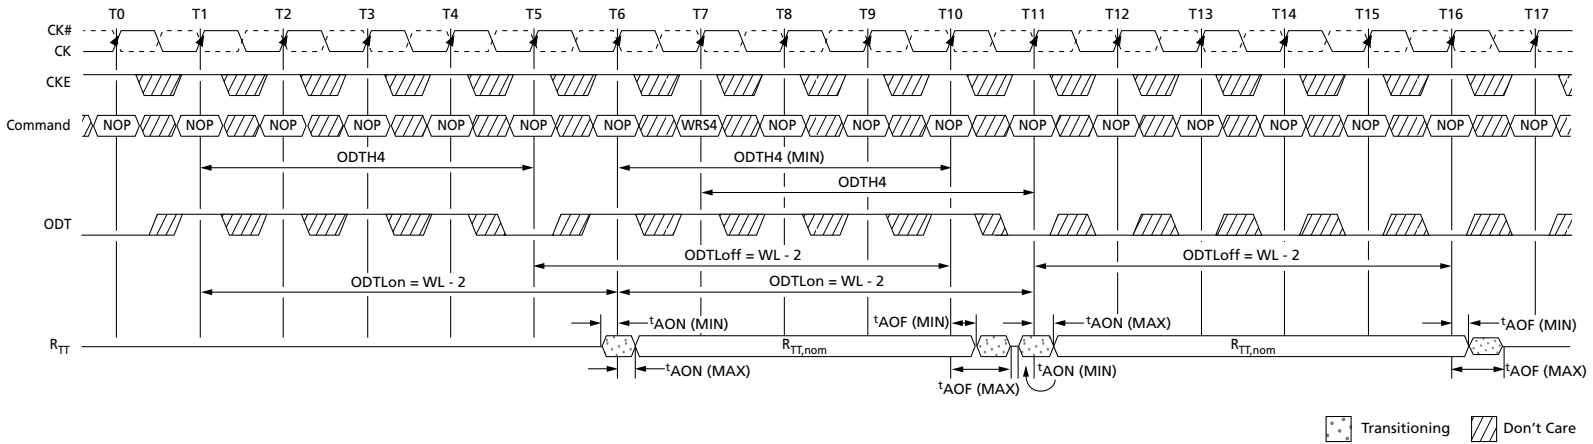 T0 T1 T2 T3 T4 T5 T6 T7 T8 T9 T10 T11 T12 T13 T14 T15 T16 T17
CK#
CK
CKE
Command NOP NOP NOP NOP NOP NOP NOP WRS4 NOP NOP NOP NOP NOP NOP NOP NOP NOP NOP
ODTH4 ODTH4 (MIN)
ODTH4
ODT
ODTLoff = WL - 2 ODTLoff = WL - 2
ODTLon = WL - 2 ODTLon = WL - 2
tAON (MIN) tAOF (MIN) tAON (MAX) tAOF (MIN)
RTT RTT,nom RTT,nom
tAON (MAX) tAON (MIN) tAOF (MAX)
tAOF (MAX)
Transitioning Don't Care